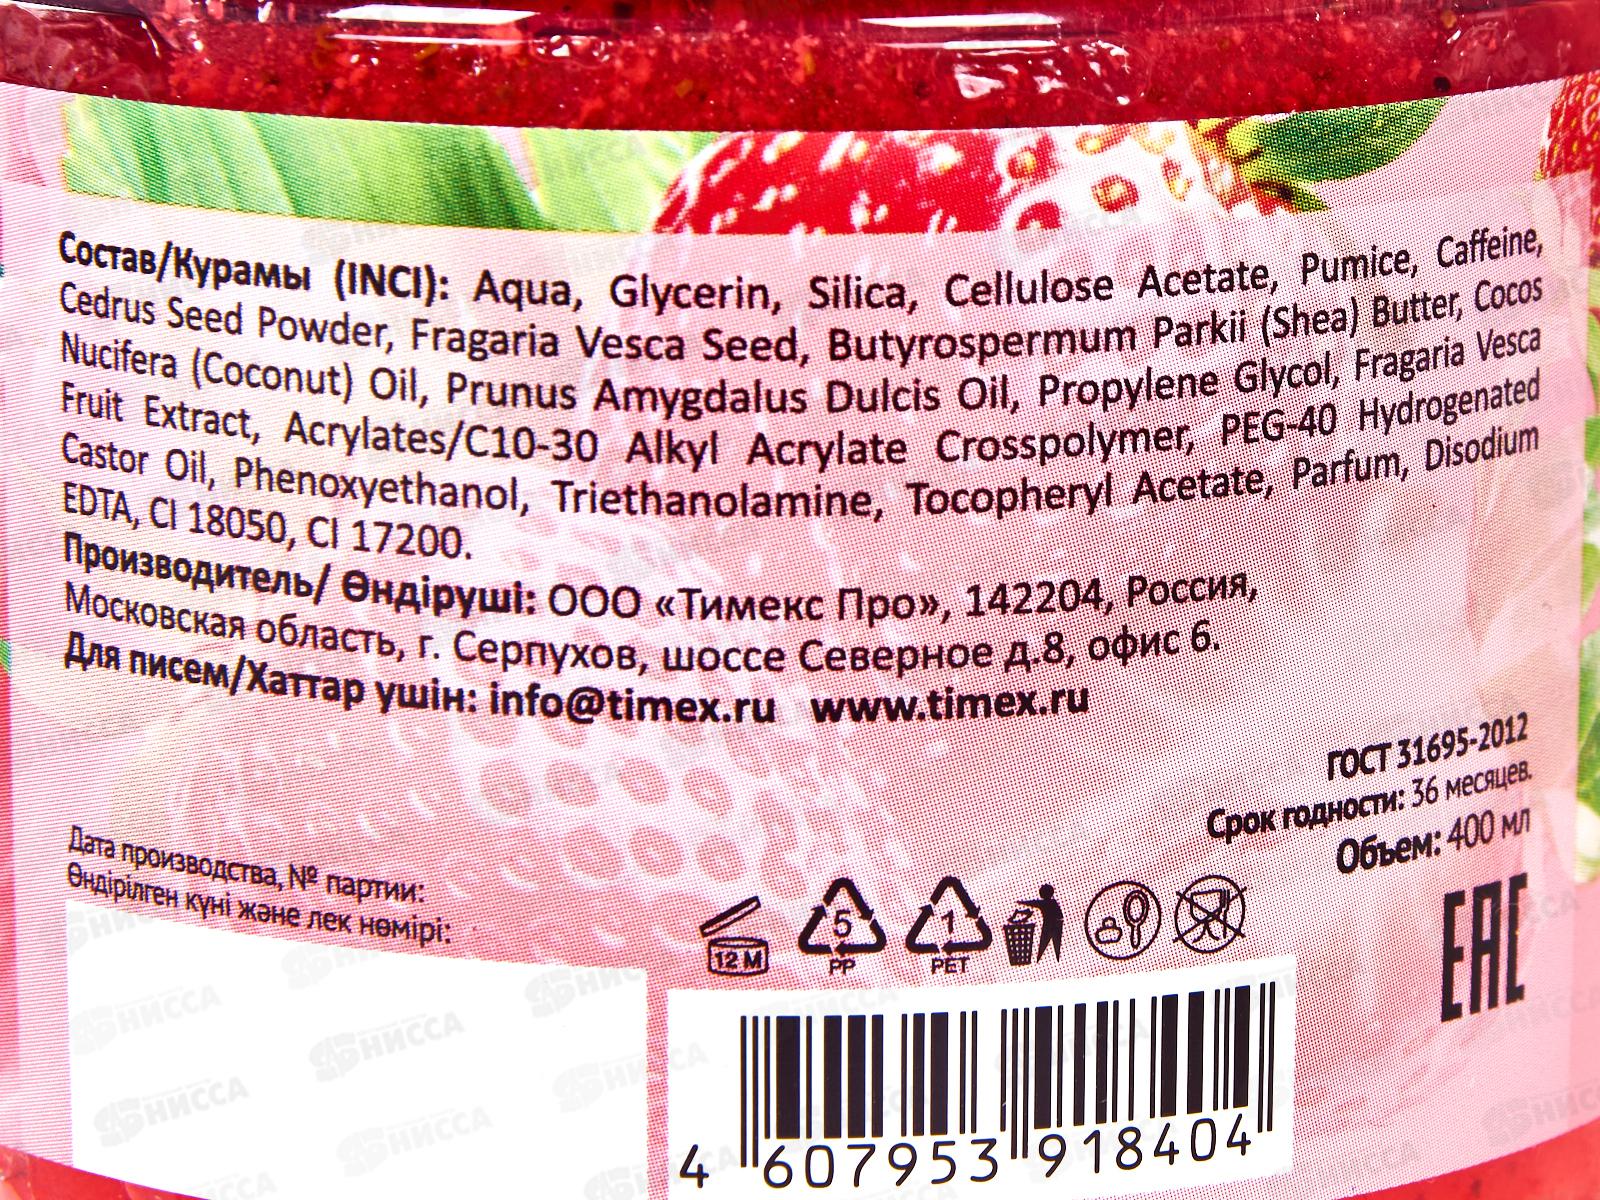 Состав/Курамы (INCI): Aqua, Glycerin, Silica, Cellulose Acetate, Pumice, Caffeine,
Cedrus Seed Powder, Fragaria Vesca Seed, Butyrospermum Parkii (Shea) Butter, Cocos
Nucifera (Coconut) Oil, Prunus Amygdalus Dulcis Oil, Propylene Glycol, Fragaria Vesca
Fruit Extract, Acrylates/C10-30 Alkyl Acrylate Crosspolymer, PEG-40 Hydrogenated
Castor Oil, Phenoxyethanol, Triethanolamine, Tocopheryl Acetate, Parfum, Disodium
EDTA, CI 18050, CI 17200.
Производитель/ Өндіруші: ООО «Тимекс Про», 142204, Россия,
Московская область, г. Серпухов, шоссе Северное д.8, офис 6.
Для писем/Хаттар үшін: info@timex.ru www.timex.ru
ГОСТ 31695-2012
Срок годности: 36 месяцев.
Объем: 400 мл
Дата производства, № партии:
Өндірілген күні және лек нөмірі:
12 M
5
PP
1
PET
EAC
4 607953 918404
НИССА